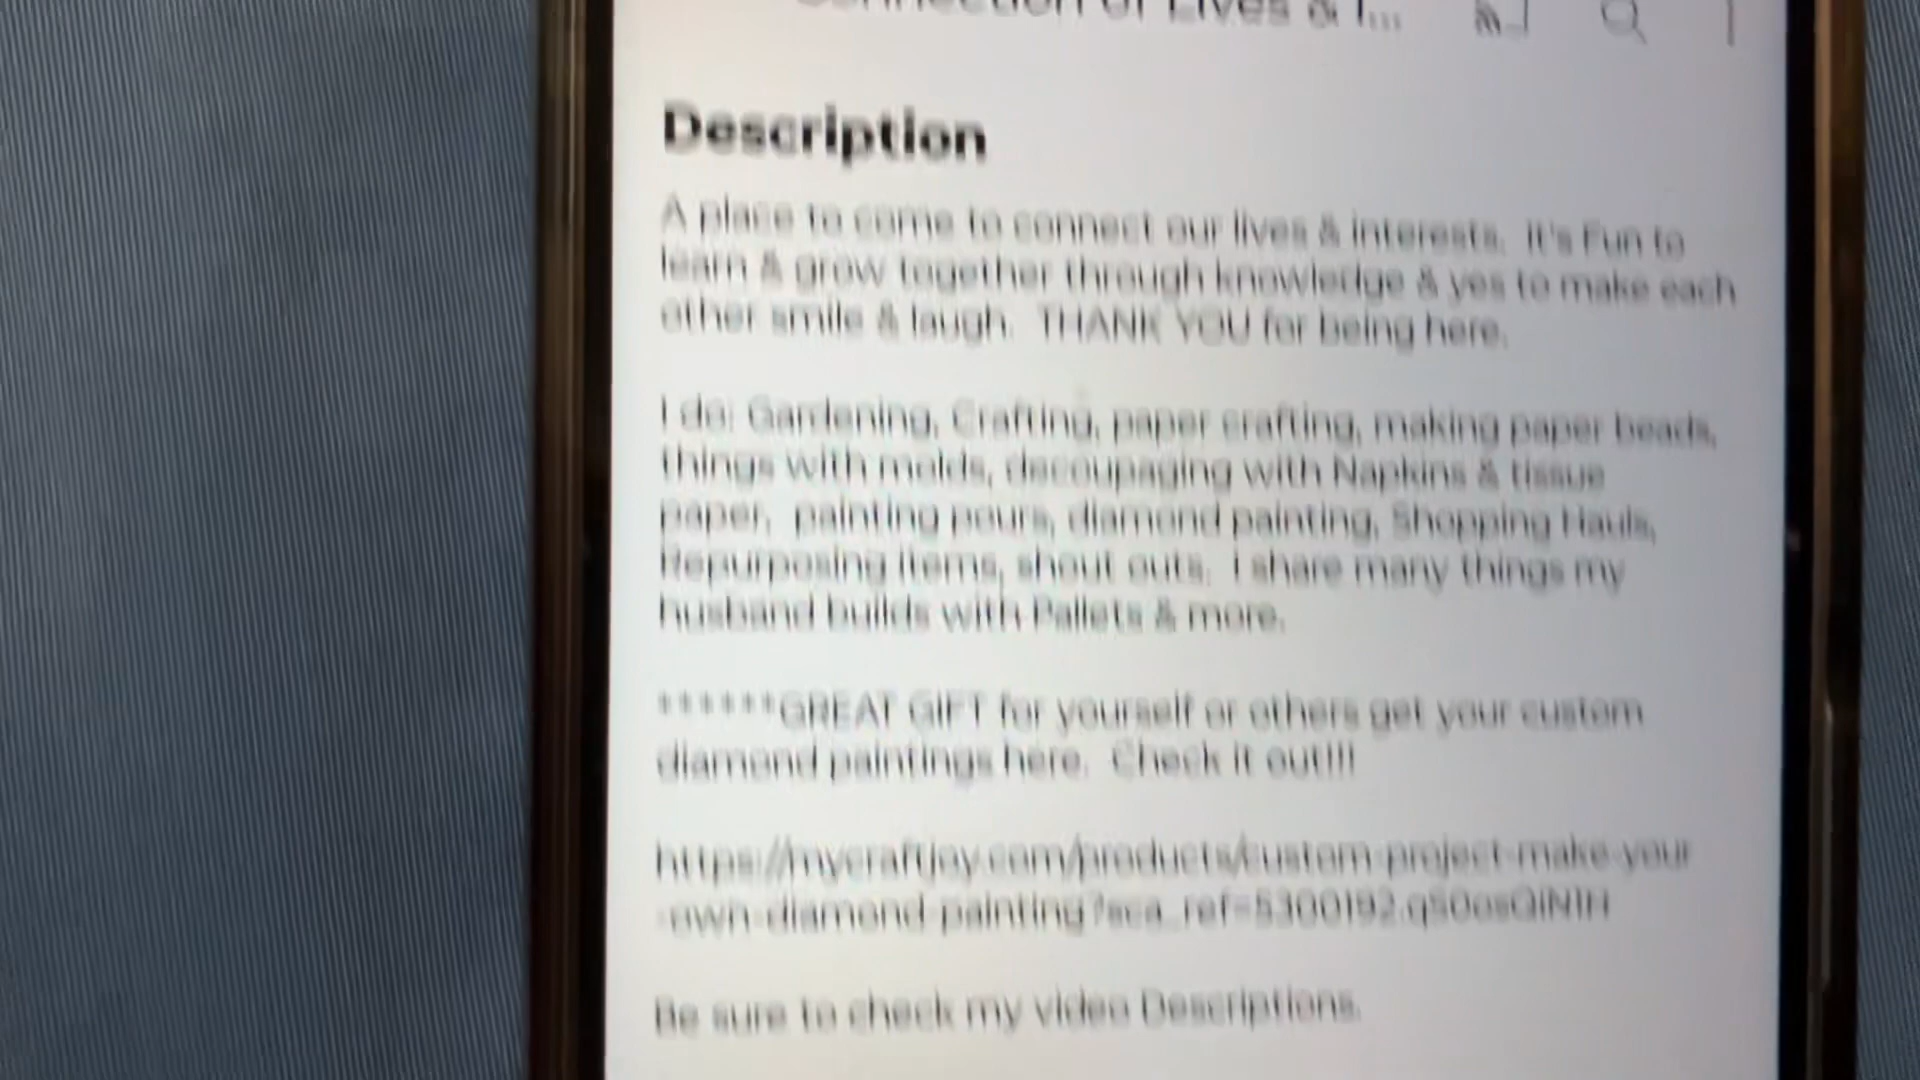 Connection of Lives & I...
Description
A place to come to connect our lives & interests.  It's Fun to
learn & grow together through knowledge & yes to make each
other smile & laugh.  THANK YOU for being here.
I do: Gardening, Crafting, paper crafting, making paper beads,
things with molds, decoupaging with Napkins & tissue
paper,  painting pours, diamond painting, Shopping Hauls,
Repurposing items, shout outs.  I share many things my
husband builds with Pallets & more.
******GREAT GIFT for yourself or others get your custom
diamond paintings here.  Check it out!!!
https://mycraftjoy.com/products/custom-project-make-your
-own-diamond-painting?sca_ref=5300192.qS0osQiN1H
Be sure to check my video Descriptions.